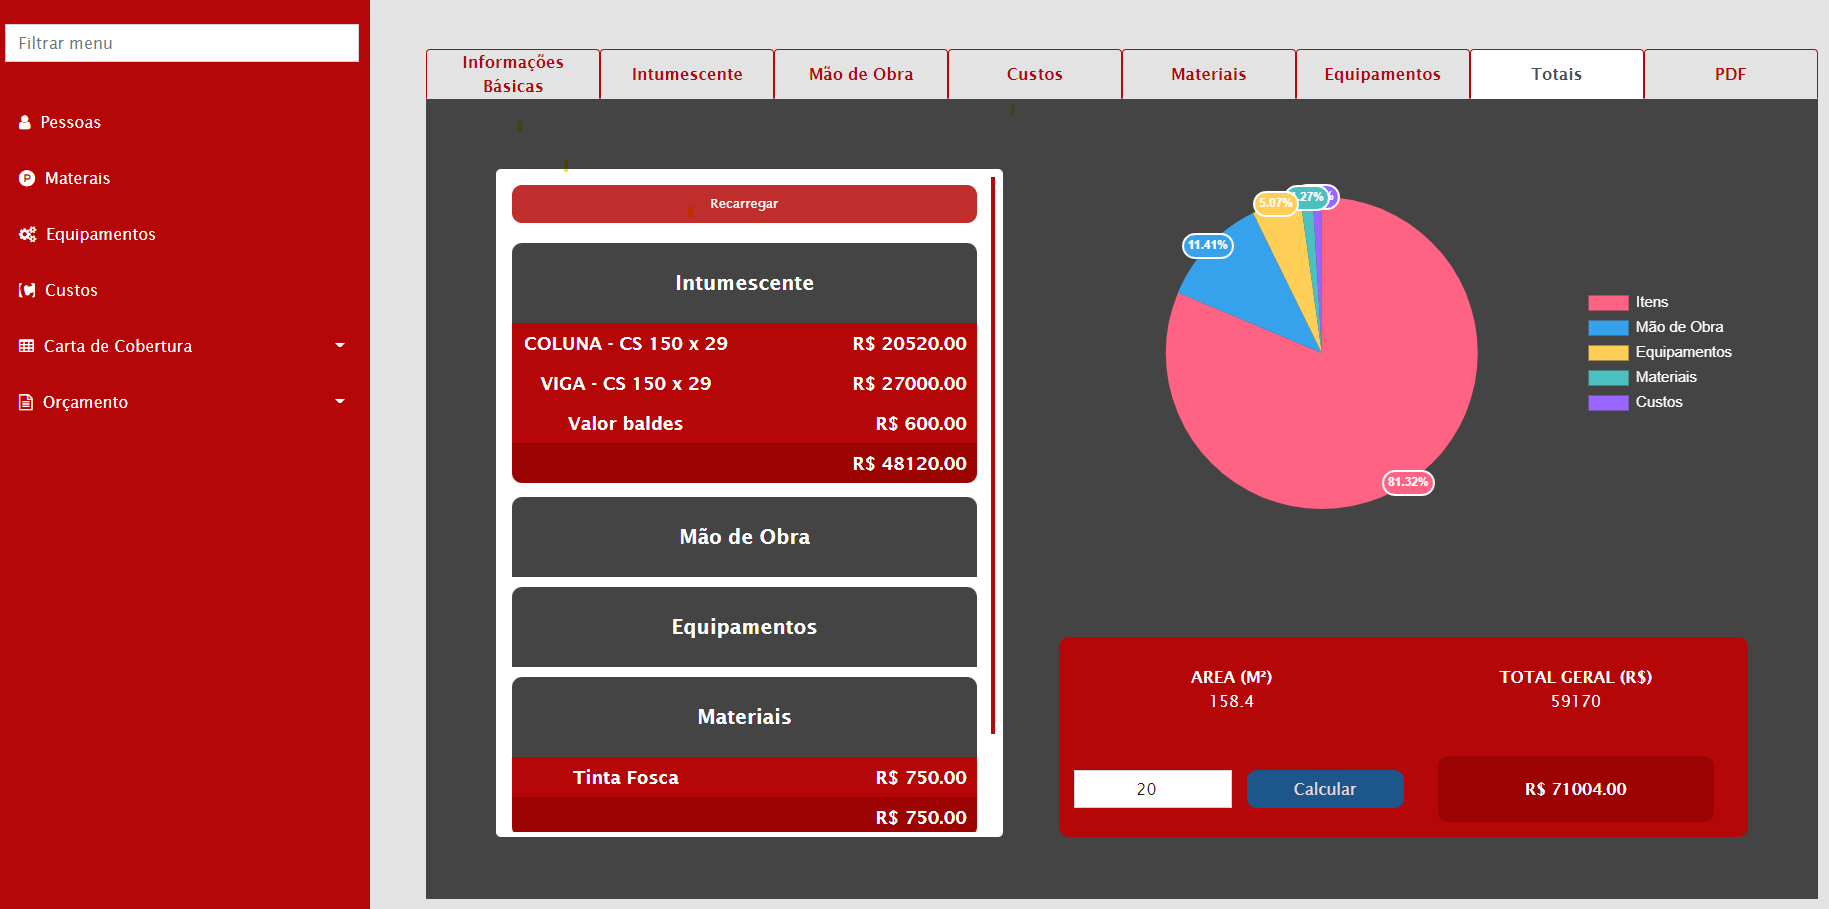 Filtrar menu
Pessoas
Materais
Equipamentos
Custos
Carta de Cobertura
Orçamento
Informações
Básicas
Intumescente
Mão de Obra
Custos
Materiais
Equipamentos
Totais
PDF
Recarregar
Intumescente
COLUNA - CS 150 x 29 R$ 20520.00
VIGA - CS 150 x 29 R$ 27000.00
Valor baldes R$ 600.00
R$ 48120.00
Mão de Obra
Equipamentos
Materiais
Tinta Fosca R$ 750.00
R$ 750.00
5.07%
11.41%
81.32%
Itens
Mão de Obra
Equipamentos
Materiais
Custos
AREA (M²) TOTAL GERAL (R$)
158.4 59170
20 Calcular R$ 71004.00